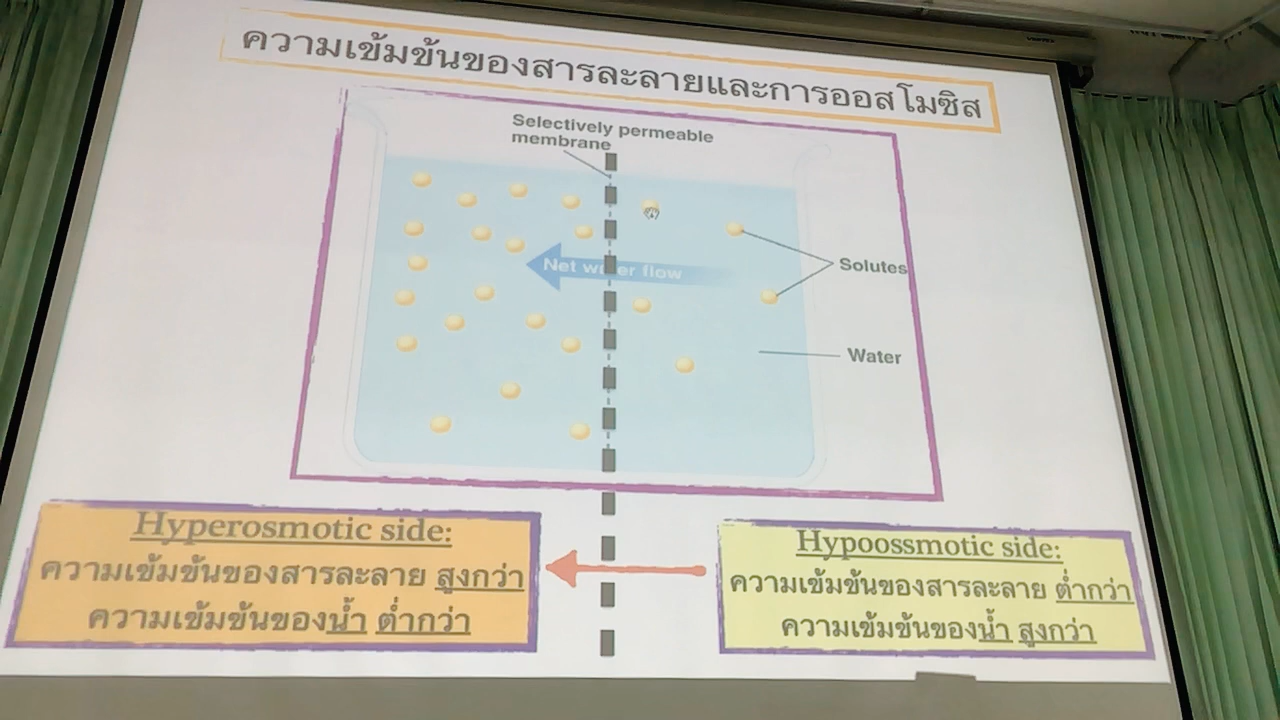 ความเข้มข้นของสารละลายและการออสโมซิส
Selectively permeable
membrane
Net water flow
Solutes
Water
Hyperosmotic side:
ความเข้มข้นของสารละลาย สูงกว่า
ความเข้มข้นของน้ำ ต่ำกว่า
Hypoossmotic side:
ความเข้มข้นของสารละลาย ต่ำกว่า
ความเข้มข้นของน้ำ สูงกว่า